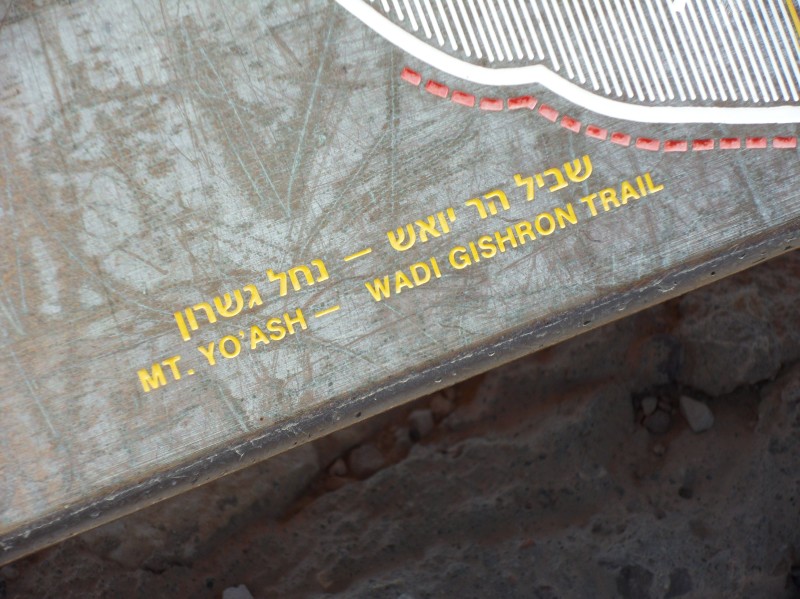 שביל הר יואש – נחל גשרון
MT. YO'ASH – WADI GISHRON TRAIL